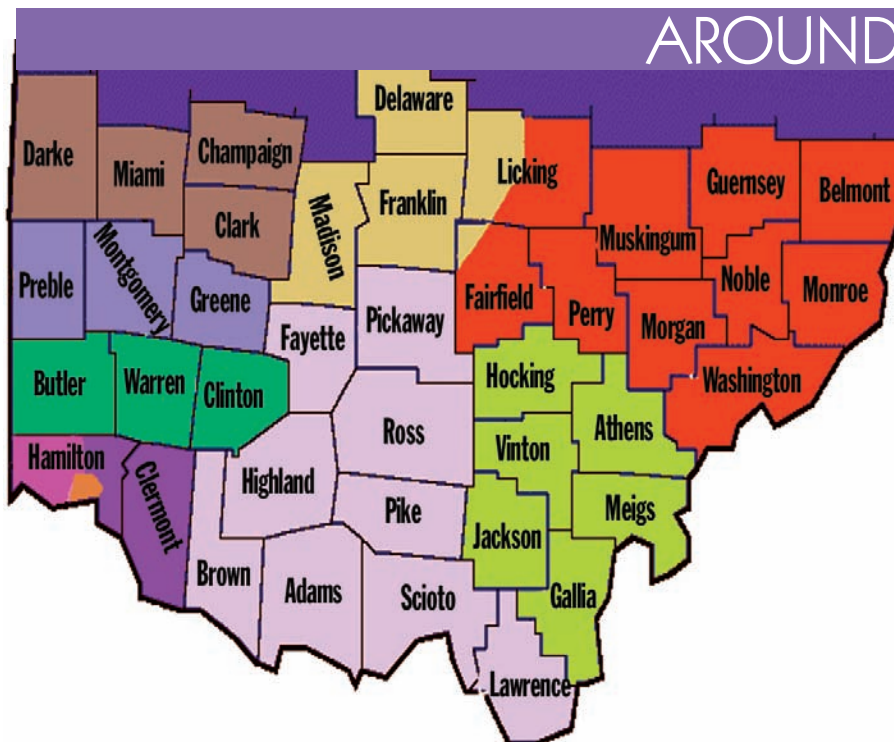 AROUND
Delaware
Darke
Miami
Champaign
Licking
Guernsey
Belmont
Clark
Madison
Franklin
Muskingum
Preble
Montgomery
Greene
Noble
Monroe
Fairfield
Perry
Morgan
Fayette
Pickaway
Butler
Warren
Clinton
Hocking
Washington
Ross
Athens
Vinton
Hamilton
Clermont
Highland
Pike
Meigs
Jackson
Brown
Adams
Scioto
Gallia
Lawrence